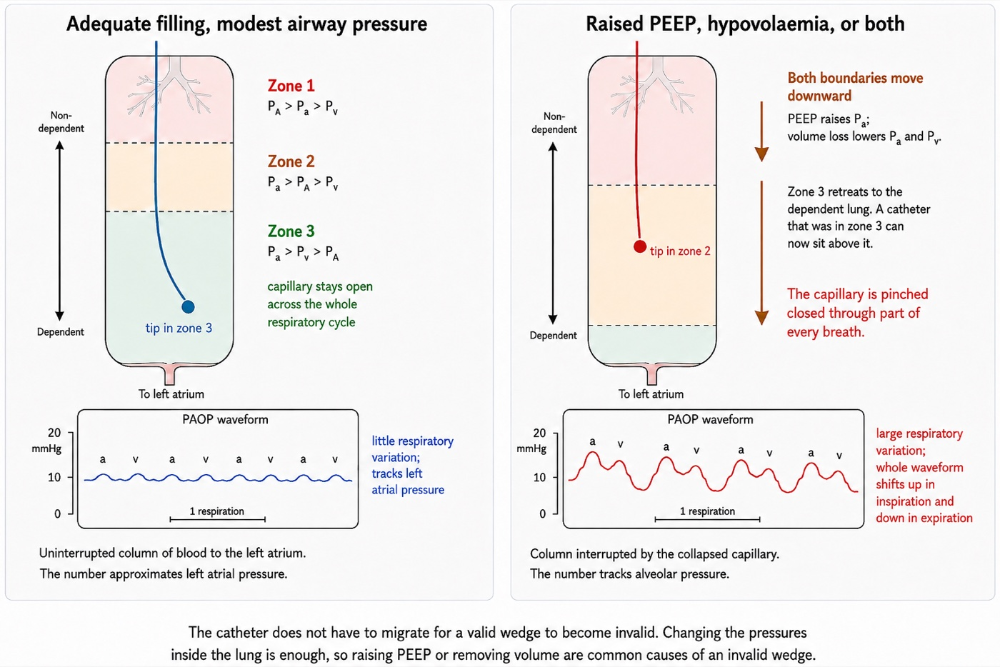 Adequate filling, modest airway pressure
Non-
dependent
Dependent
Zone 1
PA > Pa > Pv
Zone 2
Pa > PA > Pv
Zone 3
Pa > Pv > PA
capillary stays open
across the whole
respiratory cycle
tip in zone 3
To left atrium
PAOP waveform
20
mmHg
10
0
a v a v a v a v
1 respiration
little respiratory
variation;
tracks left
atrial pressure
Uninterrupted column of blood to the left atrium.
The number approximates left atrial pressure.
Raised PEEP, hypovolaemia, or both
Non-
dependent
Dependent
tip in zone 2
Both boundaries move
downward
PEEP raises Pa;
volume loss lowers Pa and Pv.
Zone 3 retreats to the
dependent lung. A catheter
that was in zone 3 can
now sit above it.
The capillary is pinched
closed through part of
every breath.
To left atrium
PAOP waveform
20
mmHg
10
0
a v a v a v a v
1 respiration
large respiratory
variation;
whole waveform
shifts up in
inspiration and
down in expiration
Column interrupted by the collapsed capillary.
The number tracks alveolar pressure.
The catheter does not have to migrate for a valid wedge to become invalid. Changing the pressures
inside the lung is enough, so raising PEEP or removing volume are common causes of an invalid wedge.